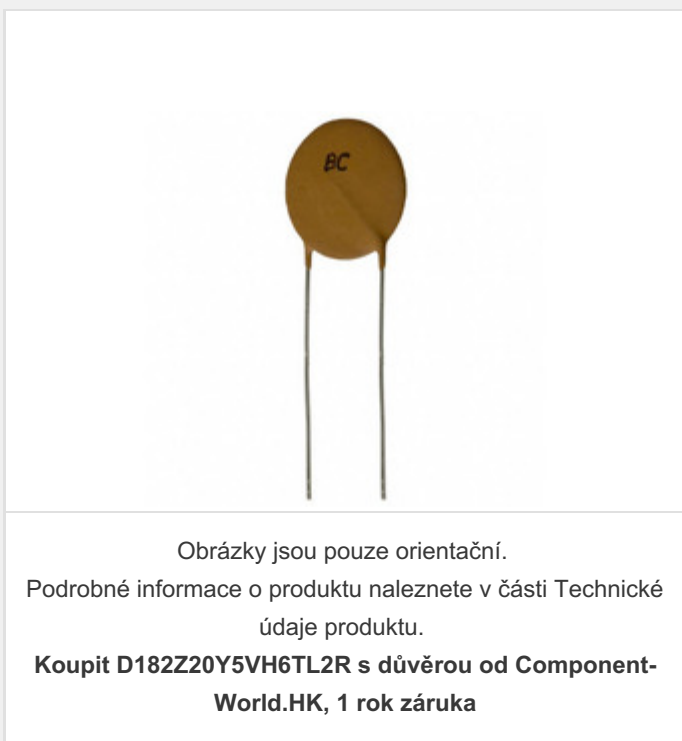 BC
Obrázky jsou pouze orientační.
Podrobné informace o produktu naleznete v části Technické
údaje produktu.
Koupit D182Z20Y5VH6TL2R s důvěrou od Component-
World.HK, 1 rok záruka